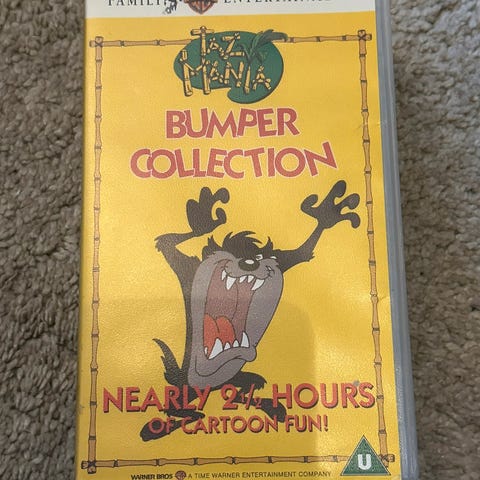 FAMILY ENTERTAINMENT
TAZ
MANIA
BUMPER
COLLECTION
NEARLY 2½ HOURS
OF CARTOON FUN!
WARNER BROS A TIME WARNER ENTERTAINMENT COMPANY
U